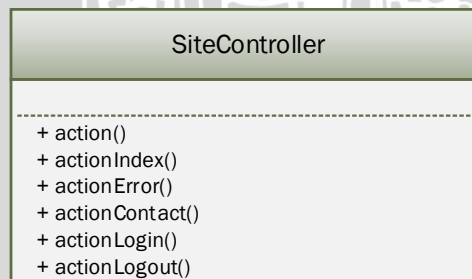 SiteController
+ action()
+ actionIndex()
+ actionError()
+ actionContact()
+ actionLogin()
+ actionLogout()